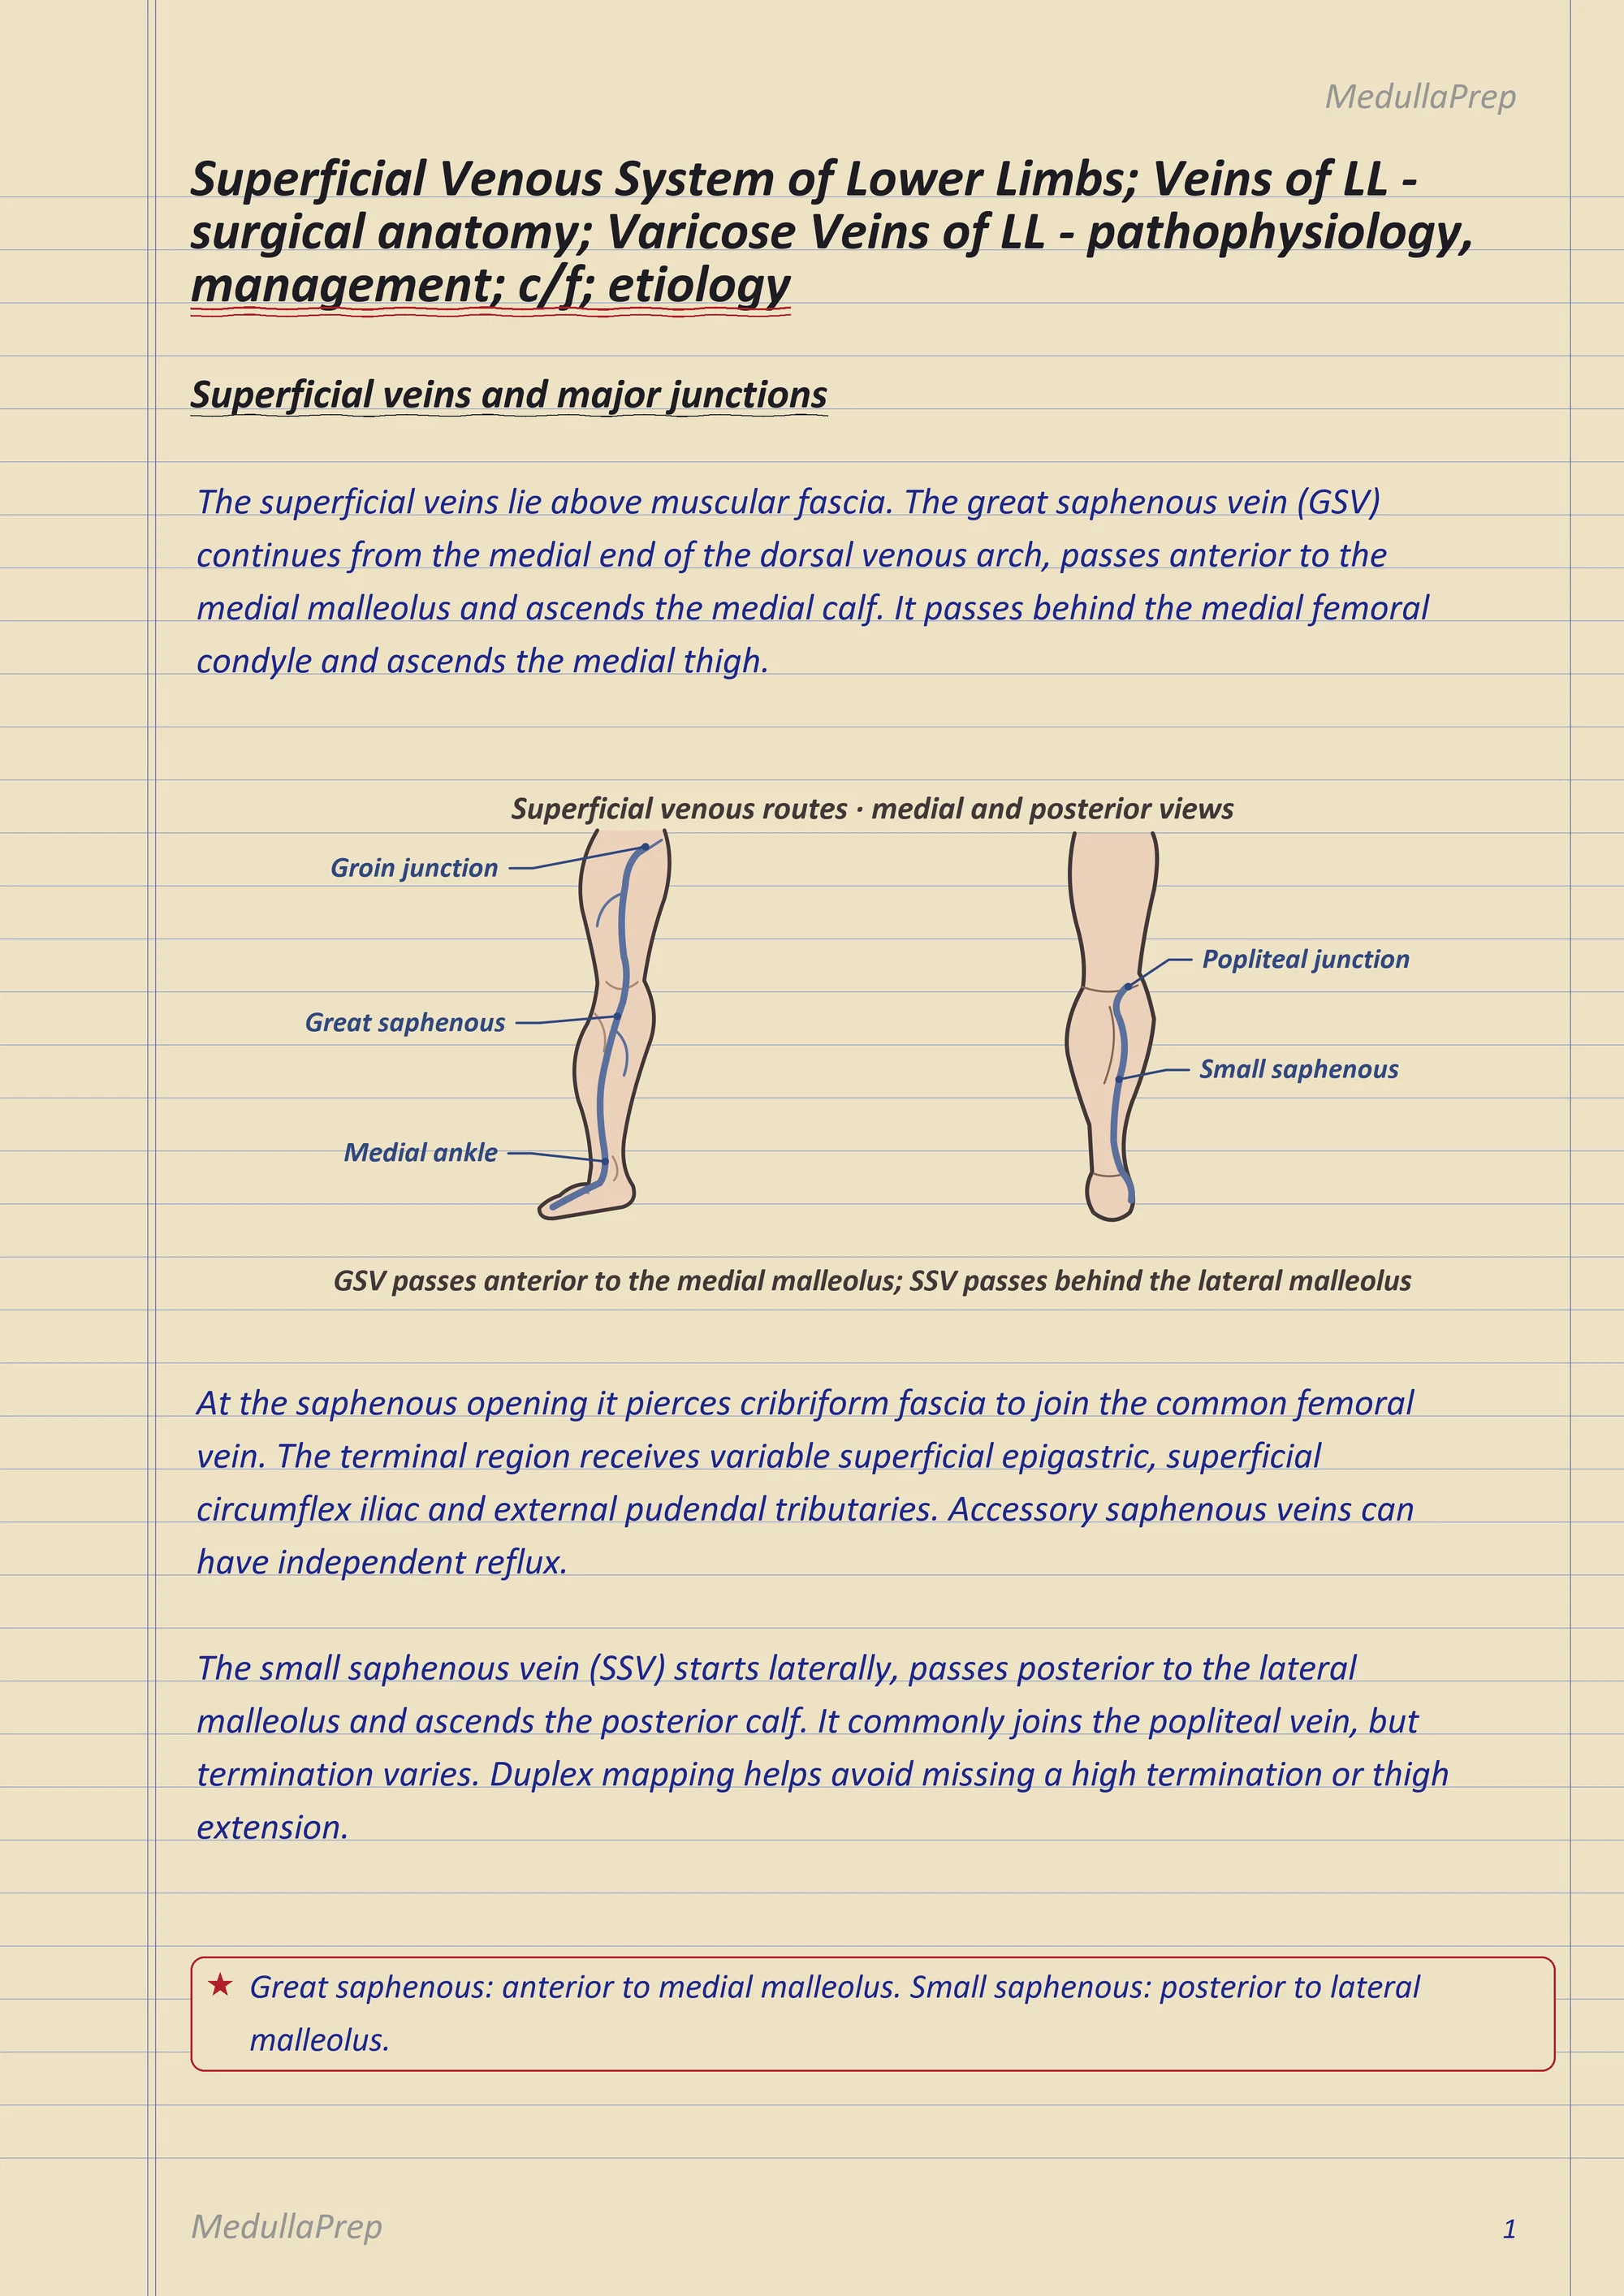 MedullaPrep
Superficial Venous System of Lower Limbs; Veins of LL -
surgical anatomy; Varicose Veins of LL - pathophysiology,
management; c/f; etiology
Superficial veins and major junctions
The superficial veins lie above muscular fascia. The great saphenous vein (GSV)
continues from the medial end of the dorsal venous arch, passes anterior to the
medial malleolus and ascends the medial calf. It passes behind the medial femoral
condyle and ascends the medial thigh.
Superficial venous routes · medial and posterior views
Groin junction
Popliteal junction
Great saphenous
Small saphenous
Medial ankle
GSV passes anterior to the medial malleolus; SSV passes behind the lateral malleolus
At the saphenous opening it pierces cribriform fascia to join the common femoral
vein. The terminal region receives variable superficial epigastric, superficial
circumflex iliac and external pudendal tributaries. Accessory saphenous veins can
have independent reflux.
The small saphenous vein (SSV) starts laterally, passes posterior to the lateral
malleolus and ascends the posterior calf. It commonly joins the popliteal vein, but
termination varies. Duplex mapping helps avoid missing a high termination or thigh
extension.
★ Great saphenous: anterior to medial malleolus. Small saphenous: posterior to lateral
malleolus.
MedullaPrep
1